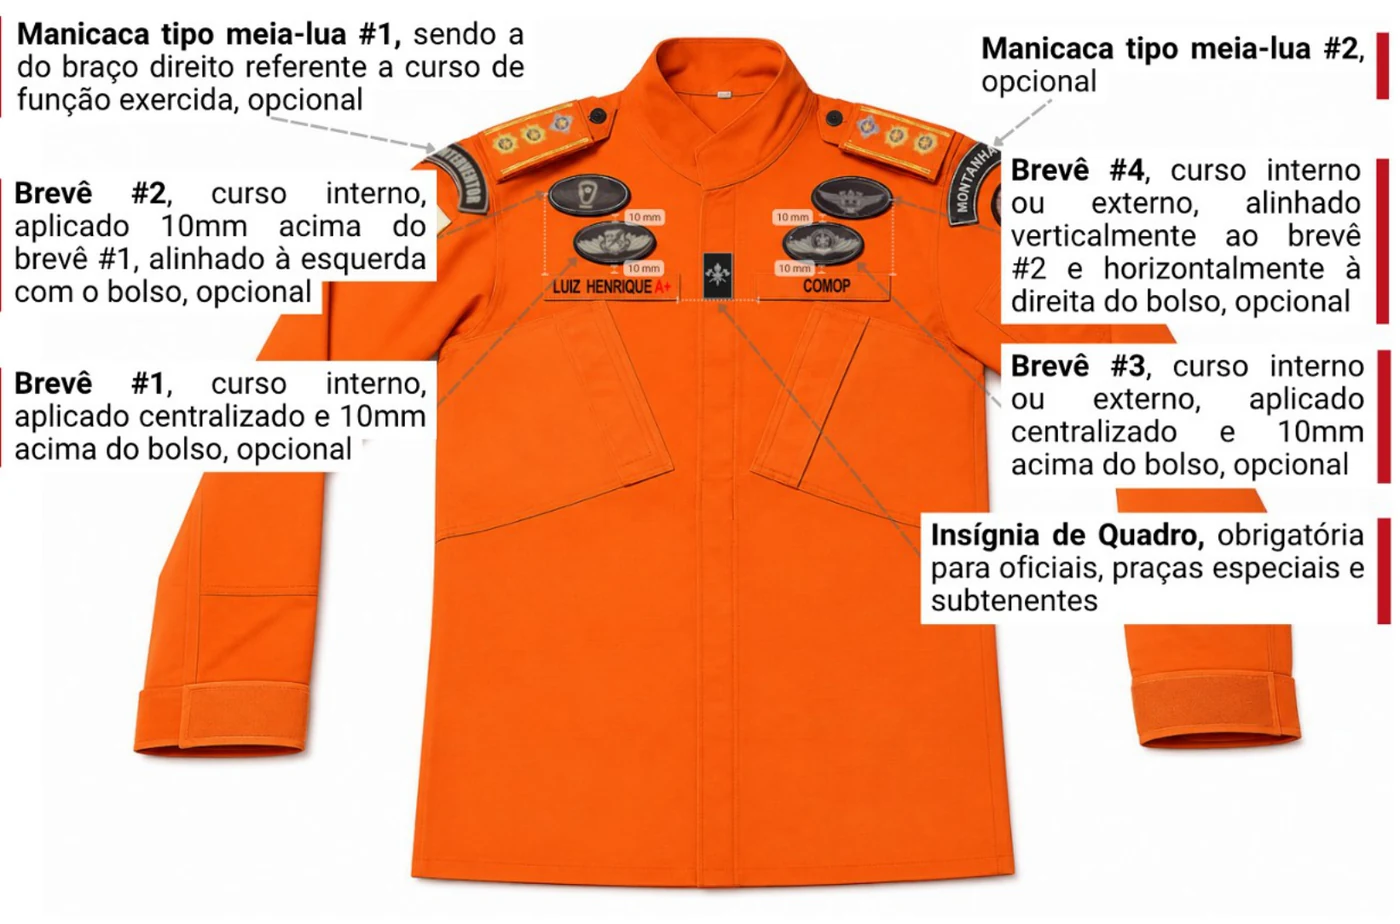 Manicaca tipo meia-lua #1, sendo a
do braço direito referente a curso de
função exercida, opcional
Manicaca tipo meia-lua #2,
opcional
Brevê #2, curso interno,
aplicado 10mm acima do
brevê #1, alinhado à esquerda
com o bolso, opcional
Brevê #4, curso interno
ou externo, alinhado
verticalmente ao brevê
#2 e horizontalmente à
direita do bolso, opcional
MONTANHA
10 mm
10 mm
10 mm
10 mm
LUIZ HENRIQUE A+
COMOP
Brevê #1, curso interno,
aplicado centralizado e 10mm
acima do bolso, opcional
Brevê #3, curso interno
ou externo, aplicado
centralizado e 10mm
acima do bolso, opcional
Insígnia de Quadro, obrigatória
para oficiais, praças especiais e
subtenentes